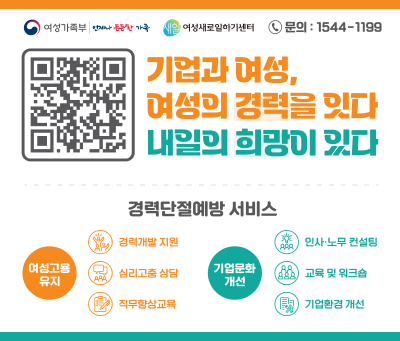 여성가족부 언제나 든든한 가족 새일 여성새로일하기센터 문의 : 1544-1199
기업과 여성,
여성의 경력을 잇다
내일의 희망이 있다
경력단절예방 서비스
여성고용
유지
경력개발 지원
심리고충 상담
직무향상교육
기업문화
개선
인사·노무 컨설팅
교육 및 워크숍
기업환경 개선